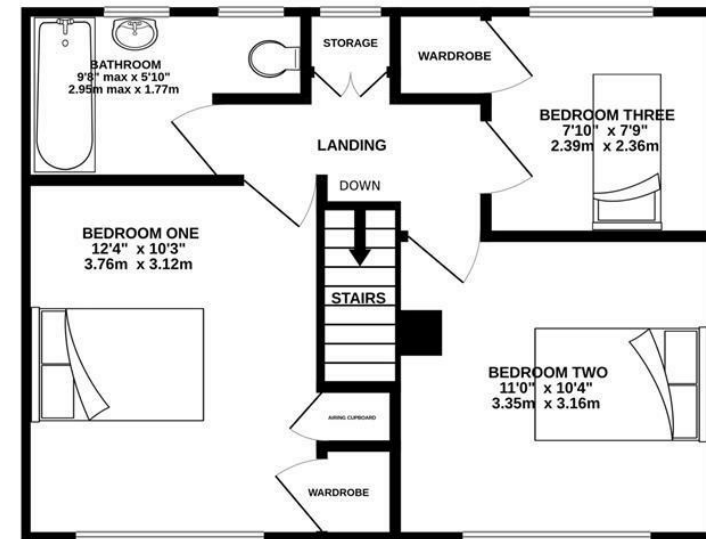 BATHROOM
9'8" max x 5'10"
2.95m max x 1.77m
STORAGE
WARDROBE
BEDROOM THREE
7'10" x 7'9"
2.39m x 2.36m
LANDING
DOWN
BEDROOM ONE
12'4" x 10'3"
3.76m x 3.12m
STAIRS
BEDROOM TWO
11'0" x 10'4"
3.35m x 3.16m
AIRING CUPBOARD
WARDROBE